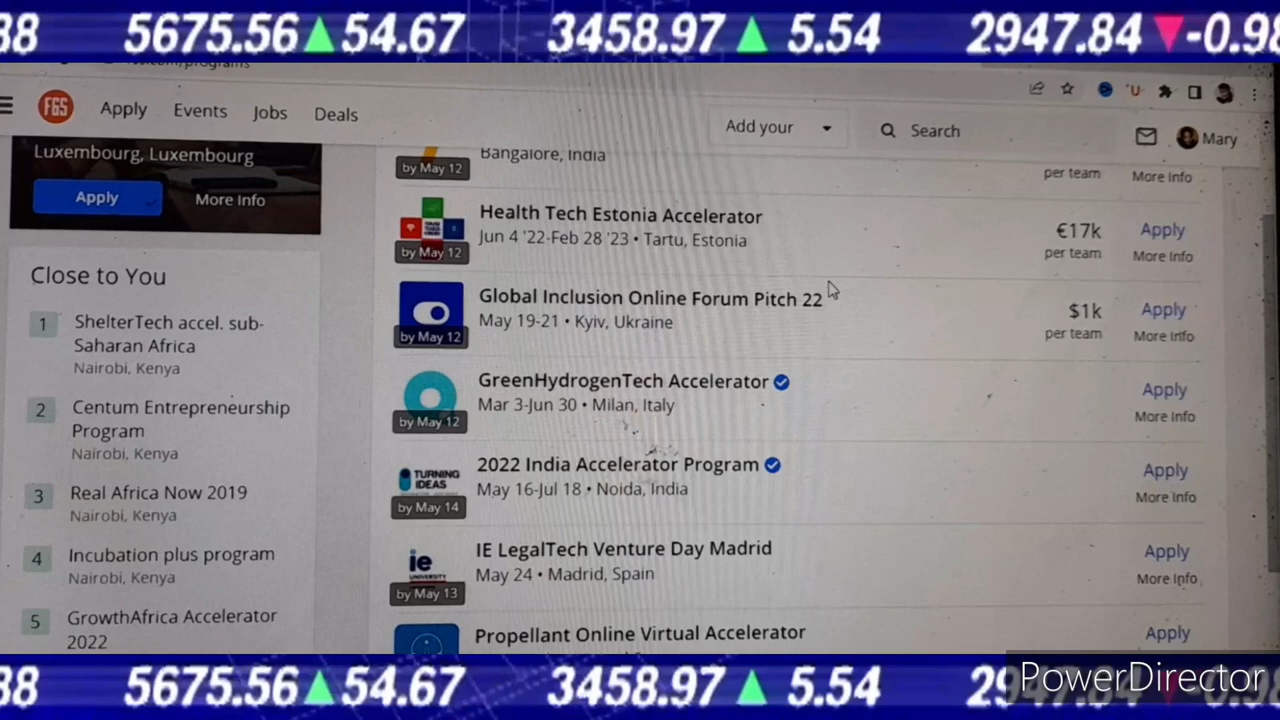 38 5675.56 54.67 3458.97 5.54 2947.84 -0.98
F6S Apply Events Jobs Deals Add your Search Mary
Luxembourg, Luxembourg
Apply More Info
Close to You
1 ShelterTech accel. sub-
Saharan Africa
Nairobi, Kenya
2 Centum Entrepreneurship
Program
Nairobi, Kenya
3 Real Africa Now 2019
Nairobi, Kenya
4 Incubation plus program
Nairobi, Kenya
5 GrowthAfrica Accelerator
2022
Bangalore, India
by May 12 per team More Info
Health Tech Estonia Accelerator
Jun 4 '22-Feb 28 '23 • Tartu, Estonia €17k Apply
by May 12 per team More Info
Global Inclusion Online Forum Pitch 22
May 19-21 • Kyiv, Ukraine $1k Apply
by May 12 per team More Info
GreenHydrogenTech Accelerator
Mar 3-Jun 30 • Milan, Italy Apply
by May 12 More Info
TURNING
IDEAS
2022 India Accelerator Program
May 16-Jul 18 • Noida, India Apply
by May 14 More Info
ie
UNIVERSITY
IE LegalTech Venture Day Madrid
May 24 • Madrid, Spain Apply
by May 13 More Info
Propellant Online Virtual Accelerator Apply
38 5675.56 54.67 3458.97 5.54
PowerDirector